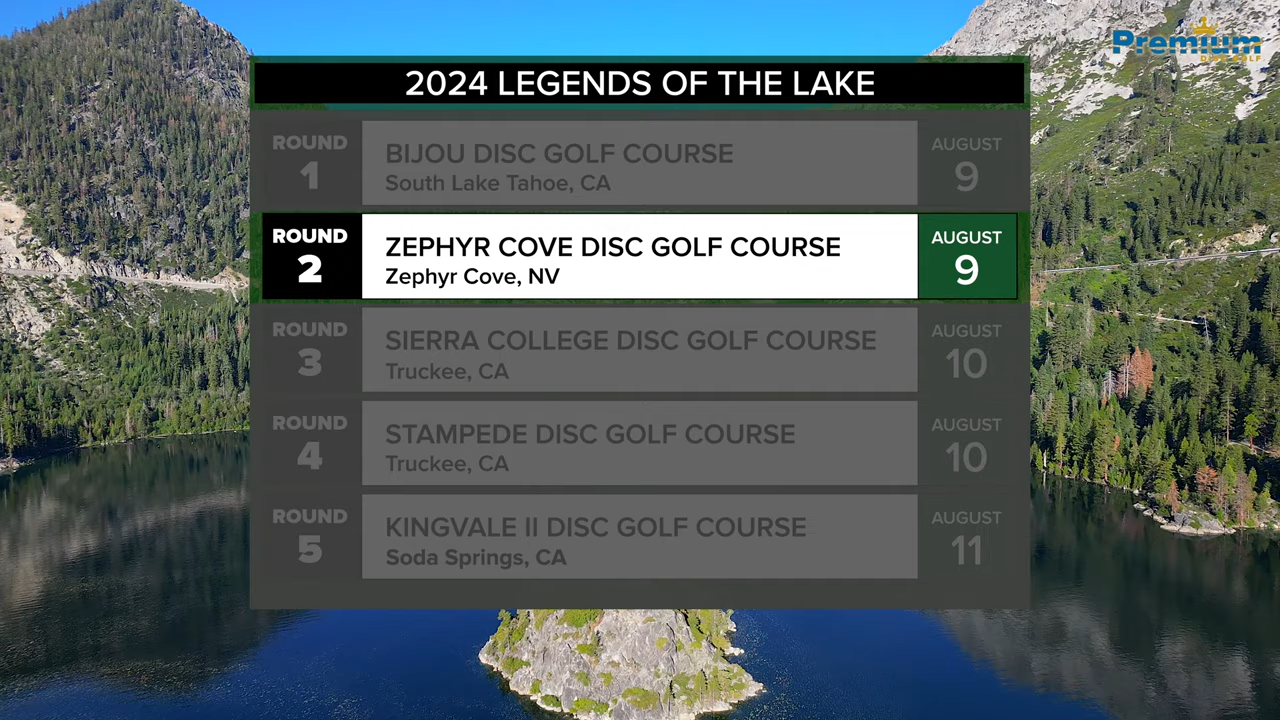 Premium
DISC GOLF
2024 LEGENDS OF THE LAKE
ROUND
1
BIJOU DISC GOLF COURSE
South Lake Tahoe, CA
AUGUST
9
ROUND
2
ZEPHYR COVE DISC GOLF COURSE
Zephyr Cove, NV
AUGUST
9
ROUND
3
SIERRA COLLEGE DISC GOLF COURSE
Truckee, CA
AUGUST
10
ROUND
4
STAMPEDE DISC GOLF COURSE
Truckee, CA
AUGUST
10
ROUND
5
KINGVALE II DISC GOLF COURSE
Soda Springs, CA
AUGUST
11